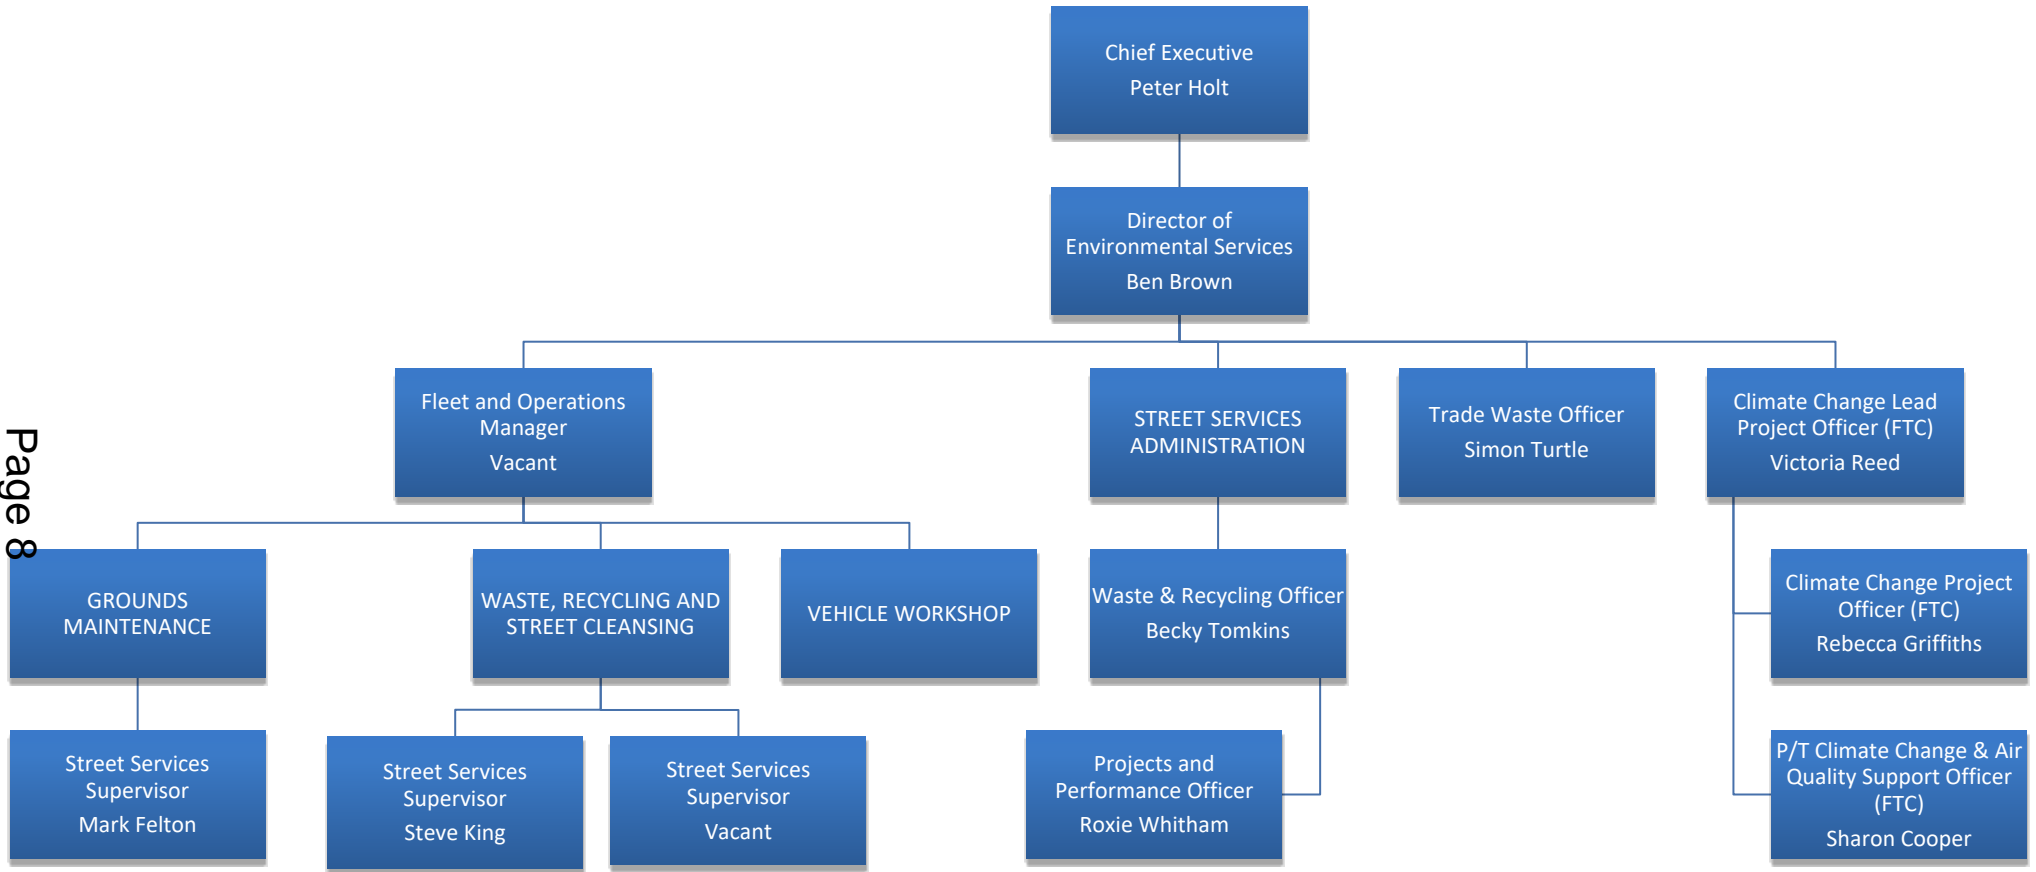 Chief Executive
Peter Holt
Director of
Environmental Services
Ben Brown
Fleet and Operations
Manager
Vacant
STREET SERVICES
ADMINISTRATION
Trade Waste Officer
Simon Turtle
Climate Change Lead
Project Officer (FTC)
Victoria Reed
Page 8
GROUNDS
MAINTENANCE
WASTE, RECYCLING AND
STREET CLEANSING
VEHICLE WORKSHOP
Waste & Recycling Officer
Becky Tomkins
Climate Change Project
Officer (FTC)
Rebecca Griffiths
Street Services
Supervisor
Mark Felton
Street Services
Supervisor
Steve King
Street Services
Supervisor
Vacant
Projects and
Performance Officer
Roxie Whitham
P/T Climate Change & Air
Quality Support Officer
(FTC)
Sharon Cooper